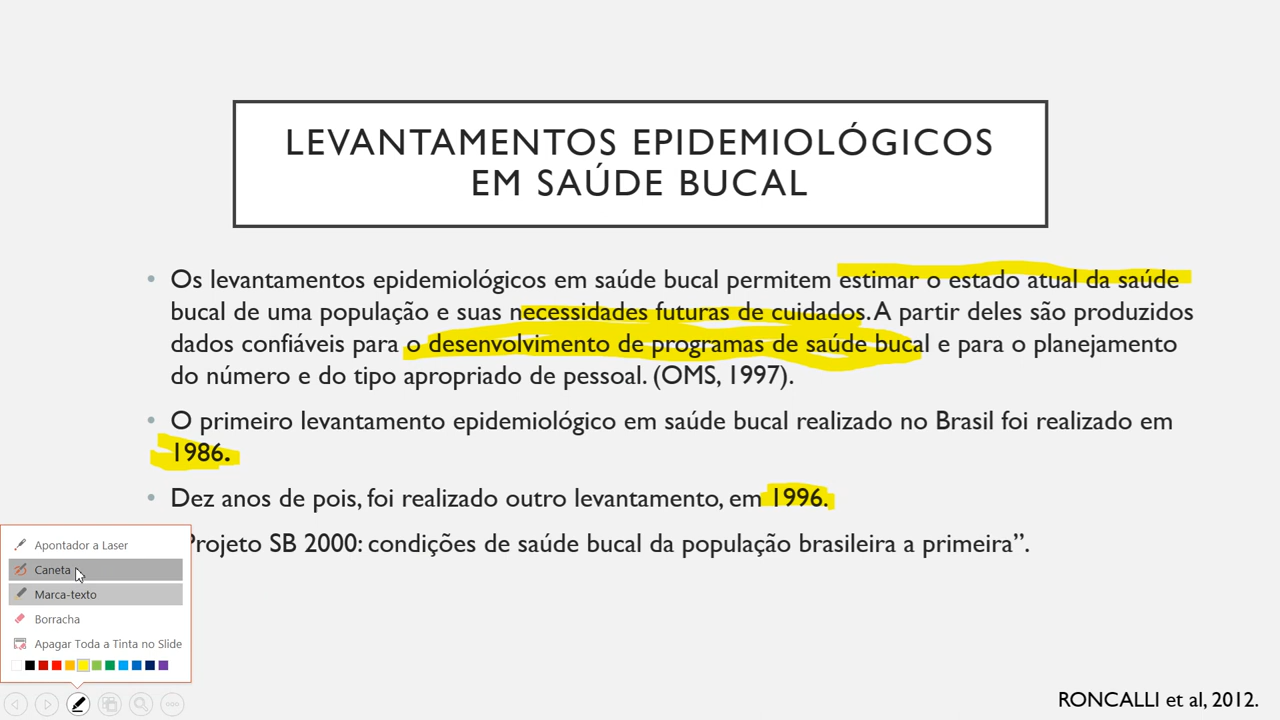 LEVANTAMENTOS EPIDEMIOLÓGICOS
EM SAÚDE BUCAL
• Os levantamentos epidemiológicos em saúde bucal permitem estimar o estado atual da saúde
bucal de uma população e suas necessidades futuras de cuidados. A partir deles são produzidos
dados confiáveis para o desenvolvimento de programas de saúde bucal e para o planejamento
do número e do tipo apropriado de pessoal. (OMS, 1997).
• O primeiro levantamento epidemiológico em saúde bucal realizado no Brasil foi realizado em
1986.
• Dez anos de pois, foi realizado outro levantamento, em 1996.
Projeto SB 2000: condições de saúde bucal da população brasileira a primeira”.
Apontador a Laser
Caneta
Marca-texto
Borracha
Apagar Toda a Tinta no Slide
RONCALLI et al, 2012.